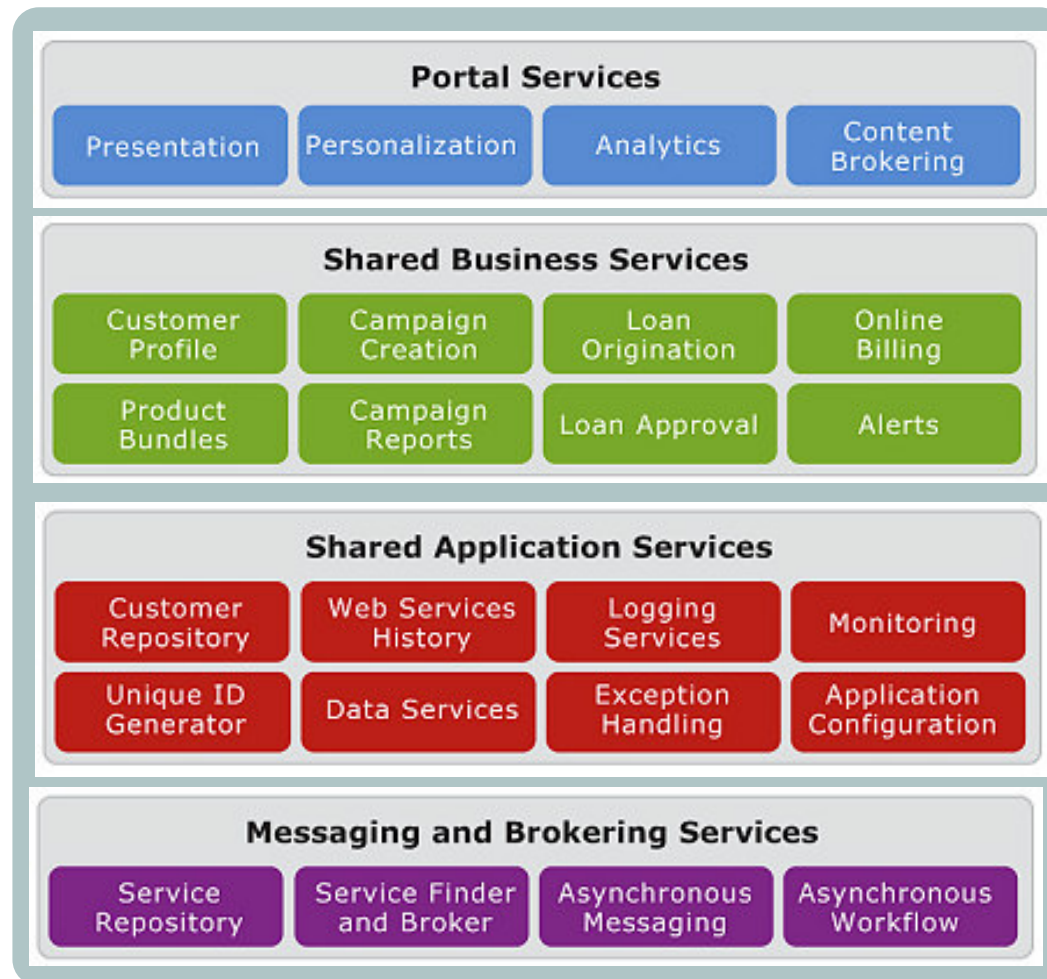 Portal Services
Presentation
Personalization
Analytics
Content
Brokering
Shared Business Services
Customer
Profile
Campaign
Creation
Loan
Origination
Online
Billing
Product
Bundles
Campaign
Reports
Loan Approval
Alerts
Shared Application Services
Customer
Repository
Web Services
History
Logging
Services
Monitoring
Unique ID
Generator
Data Services
Exception
Handling
Application
Configuration
Messaging and Brokering Services
Service
Repository
Service Finder
and Broker
Asynchronous
Messaging
Asynchronous
Workflow